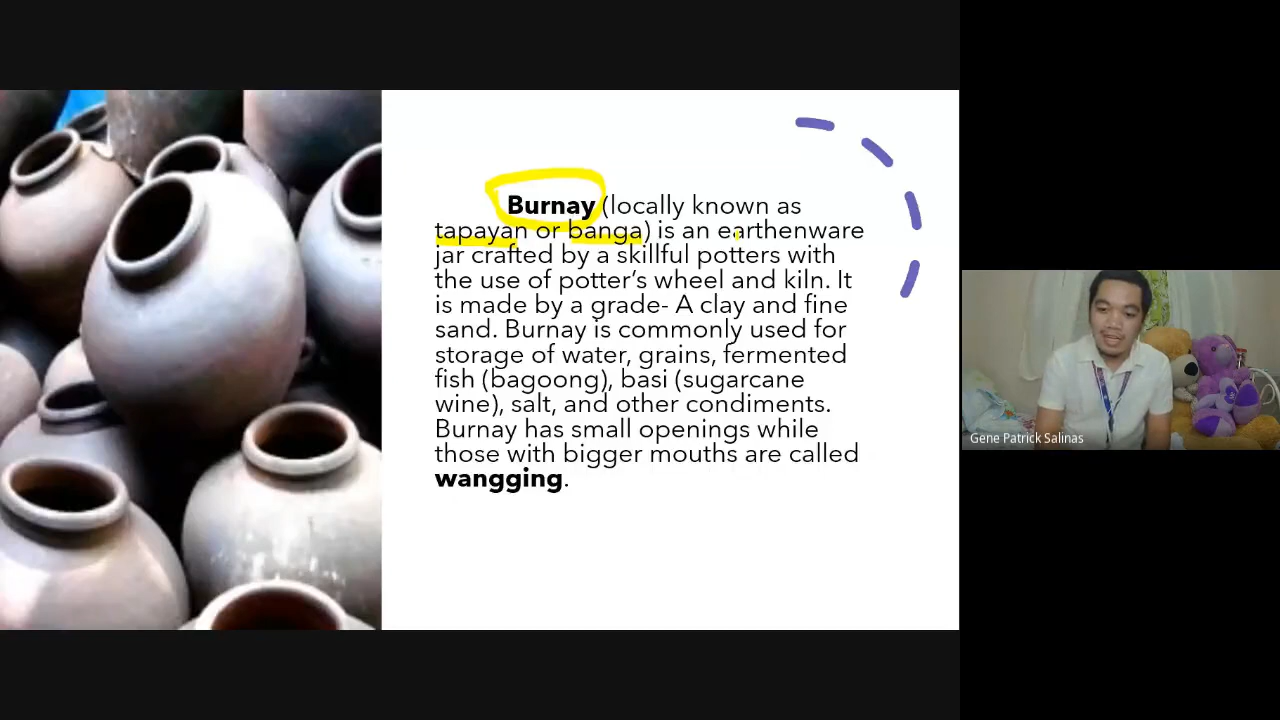 Burnay (locally known as
tapayan or banga) is an earthenware
jar crafted by a skillful potters with
the use of potter’s wheel and kiln. It
is made by a grade- A clay and fine
sand. Burnay is commonly used for
storage of water, grains, fermented
fish (bagoong), basi (sugarcane
wine), salt, and other condiments.
Burnay has small openings while
those with bigger mouths are called
wangging.
Gene Patrick Salinas